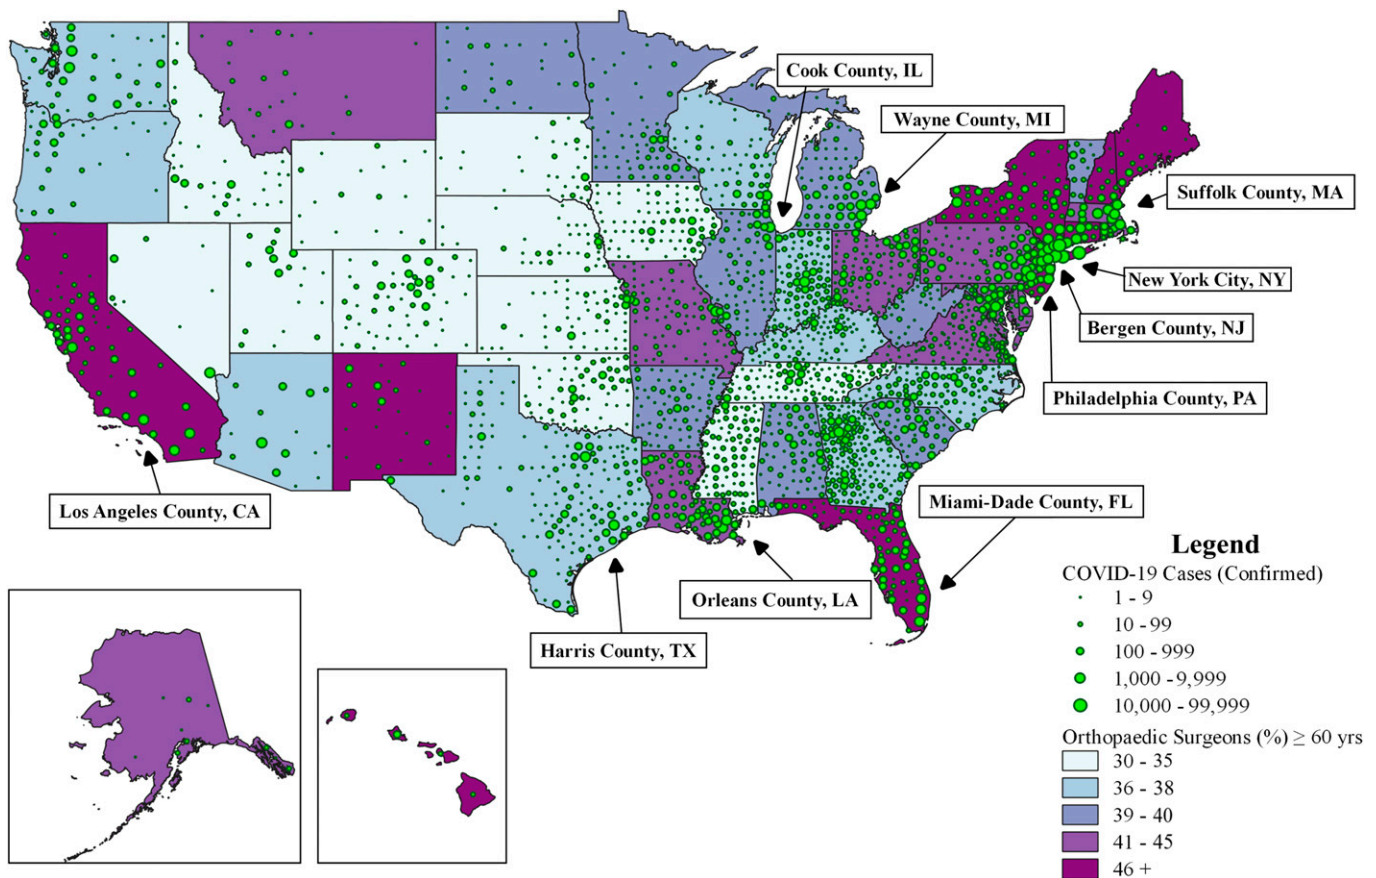 Cook County, IL
Wayne County, MI
Suffolk County, MA
New York City, NY
Bergen County, NJ
Philadelphia County, PA
Los Angeles County, CA
Miami-Dade County, FL
Orleans County, LA
Harris County, TX
Legend
COVID-19 Cases (Confirmed)
1 - 9
10 - 99
100 - 999
1,000 - 9,999
10,000 - 99,999
Orthopaedic Surgeons (%) ≥ 60 yrs
30 - 35
36 - 38
39 - 40
41 - 45
46 +